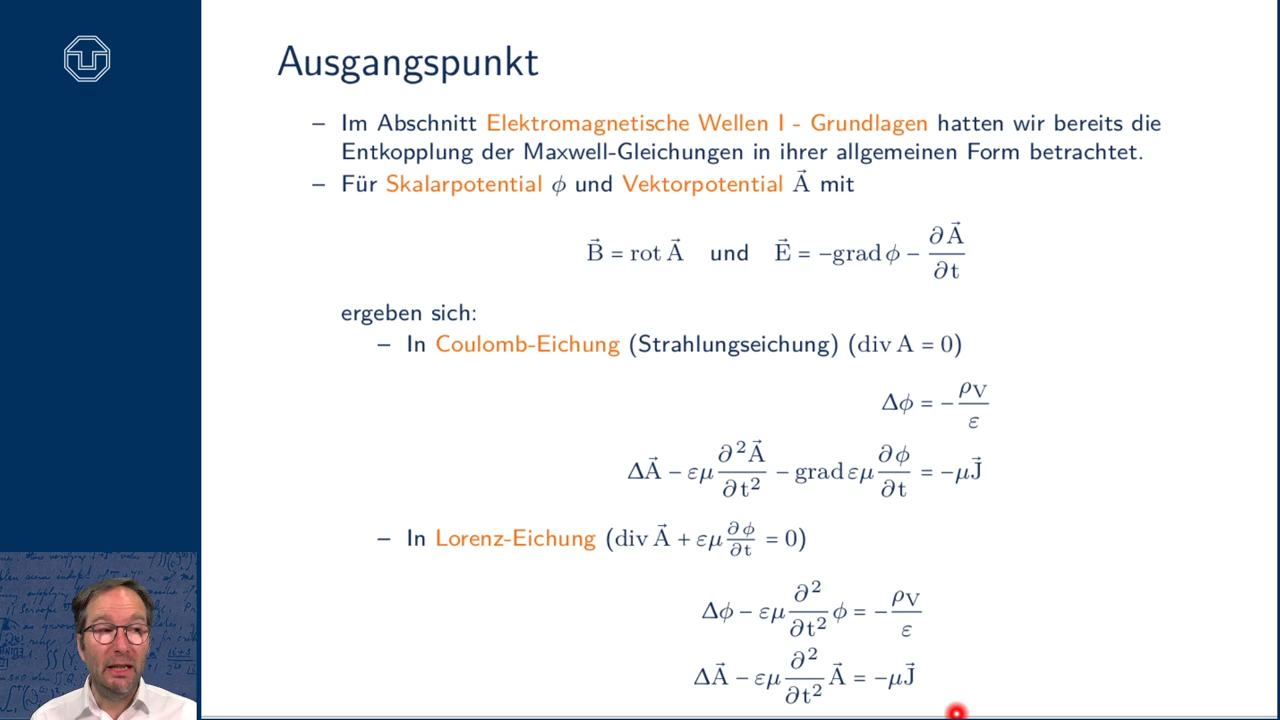 Ausgangspunkt
– Im Abschnitt Elektromagnetische Wellen I - Grundlagen hatten wir bereits die
Entkopplung der Maxwell-Gleichungen in ihrer allgemeinen Form betrachtet.
– Für Skalarpotential ϕ und Vektorpotential A⃗ mit
B⃗ = rot A⃗ und E⃗ = −grad ϕ − ∂A⃗/∂t
ergeben sich:
– In Coulomb-Eichung (Strahlungseichung) (div A = 0)
Δϕ = −ρV/ε
ΔA⃗ − εμ ∂²A⃗/∂t² − grad εμ ∂ϕ/∂t = −μJ⃗
– In Lorenz-Eichung (div A⃗ + εμ ∂ϕ/∂t = 0)
Δϕ − εμ ∂²/∂t² ϕ = −ρV/ε
ΔA⃗ − εμ ∂²/∂t² A⃗ = −μJ⃗